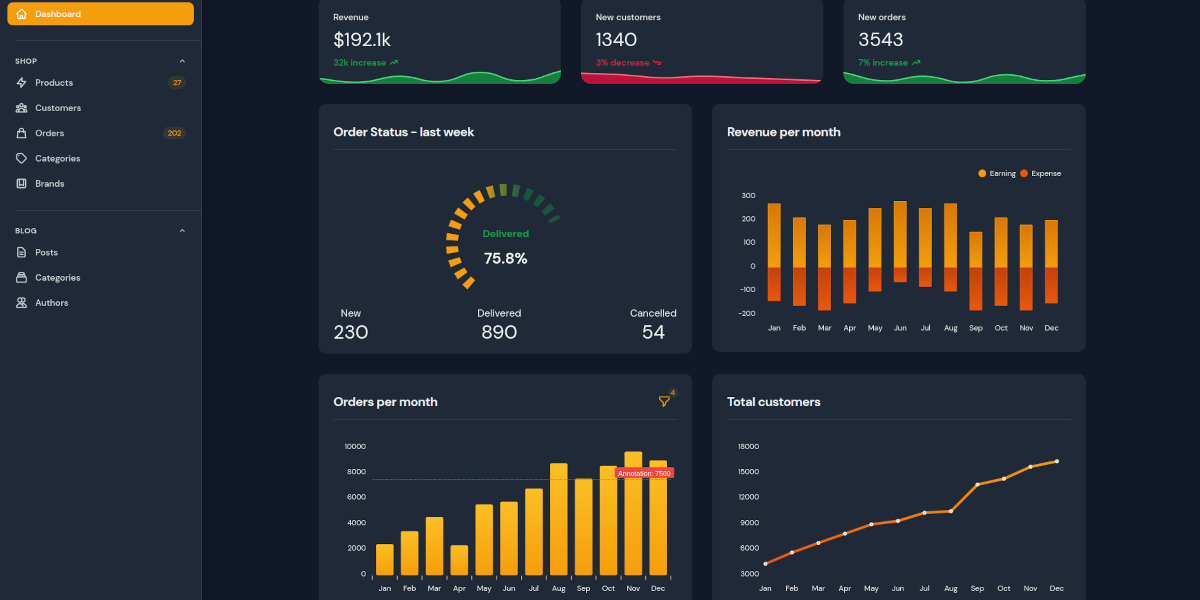 Dashboard
SHOP
Products 27
Customers
Orders 202
Categories
Brands
BLOG
Posts
Categories
Authors
Revenue
$192.1k
32k increase
New customers
1340
3% decrease
New orders
3543
7% increase
Order Status - last week
Delivered
75.8%
New Delivered Cancelled
230 890 54
Revenue per month
Earning Expense
300
200
100
0
-100
-200
Jan Feb Mar Apr May Jun Jul Aug Sep Oct Nov Dec
Orders per month 4
10000
8000
6000
4000
2000
0
Annotation: 7500
Jan Feb Mar Apr May Jun Jul Aug Sep Oct Nov Dec
Total customers
18000
15000
12000
9000
6000
3000
Jan Feb Mar Apr May Jun Jul Aug Sep Oct Nov Dec